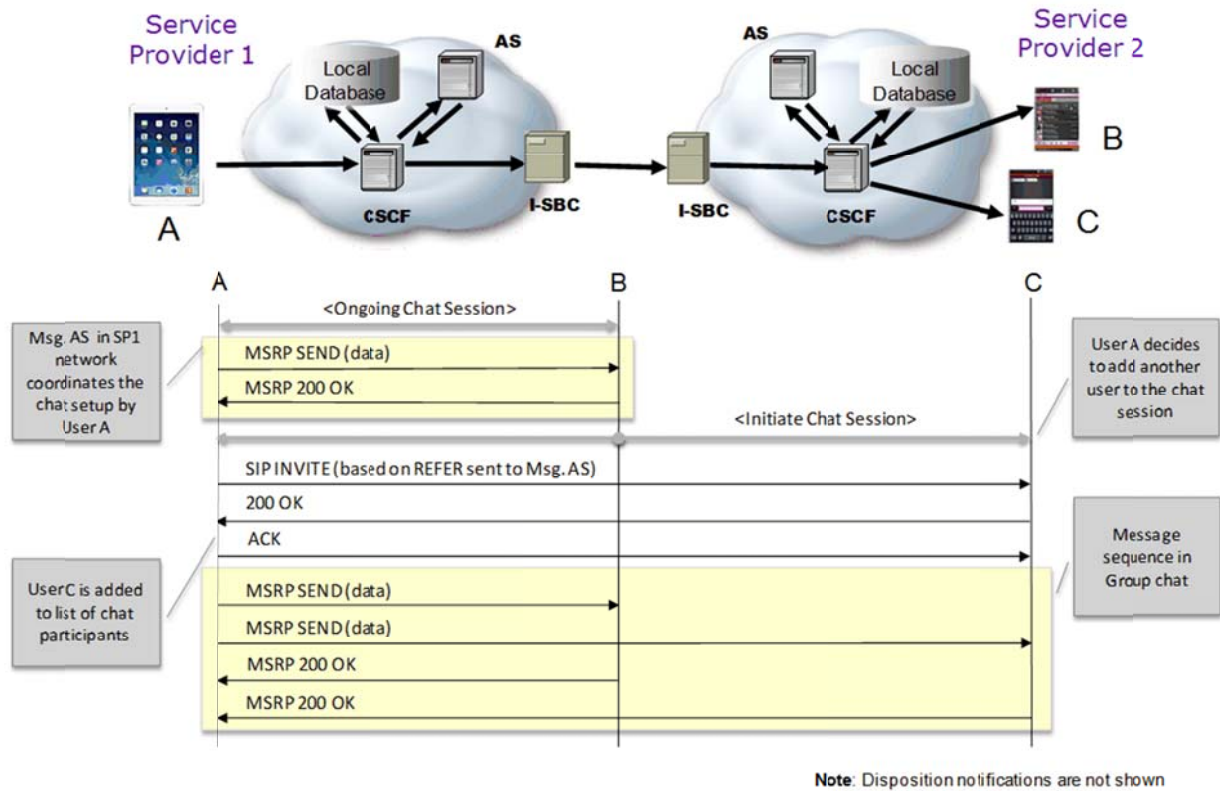 Service
Provider 1
AS
Local
Database
CSCF
I-SBC
A
AS
Local
Database
I-SBC
CSCF
Service
Provider 2
B
C
A
B
C
<Ongoing Chat Session>
Msg. AS in SP1
network
coordinates the
chat setup by
User A
MSRP SEND (data)
MSRP 200 OK
User A decides
to add another
user to the chat
session
<Initiate Chat Session>
SIP INVITE (based on REFER sent to Msg. AS)
200 OK
ACK
Message
sequence in
Group chat
User C is added
to list of chat
participants
MSRP SEND (data)
MSRP SEND (data)
MSRP 200 OK
MSRP 200 OK
Note: Disposition notifications are not shown